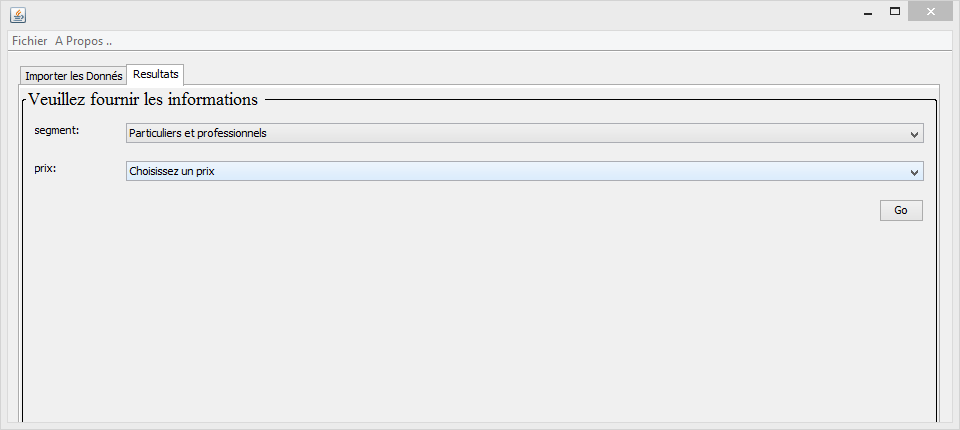 Fichier A Propos ..
Importer les Donnés Resultats
Veuillez fournir les informations
segment: Particuliers et professionnels
prix: Choisissez un prix
Go